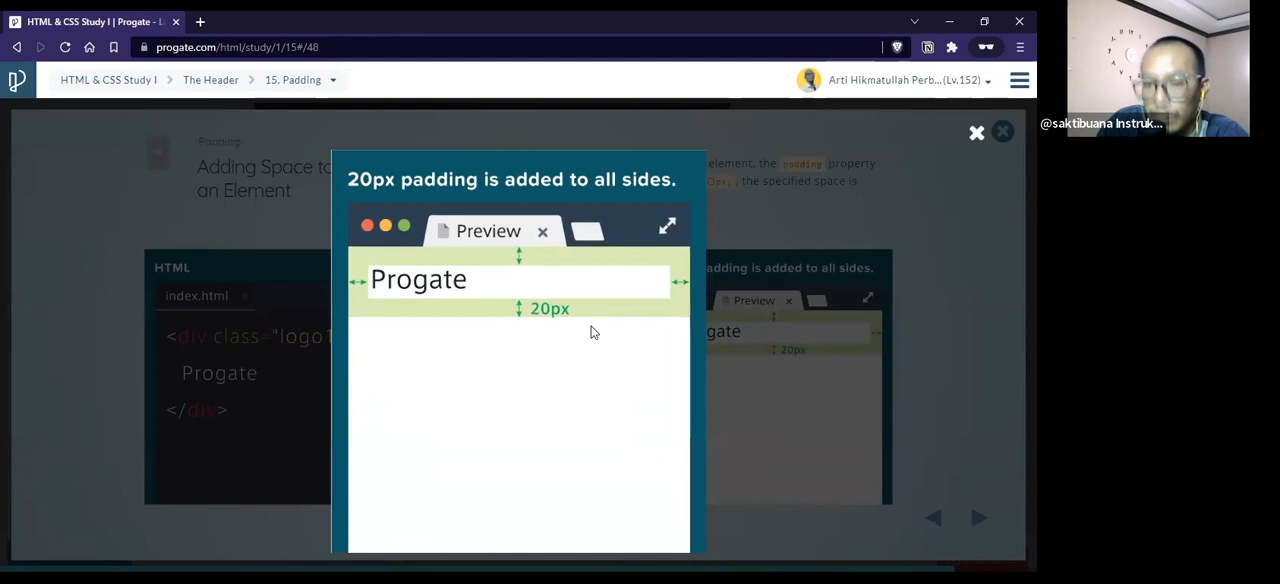 HTML & CSS Study I | Progate - L
progate.com/html/study/1/15#/48
HTML & CSS Study I
The Header
15. Padding
Arti Hikmatullah Perb...(Lv.152)
@saktibuana Instruk...
Padding
Adding Space to
an Element
element, the padding property
the specified space is
20px padding is added to all sides.
Preview
Progate
20px
HTML
index.html
<div class="logo1
Progate
</div>
adding is added to all sides.
Preview
gate
20px